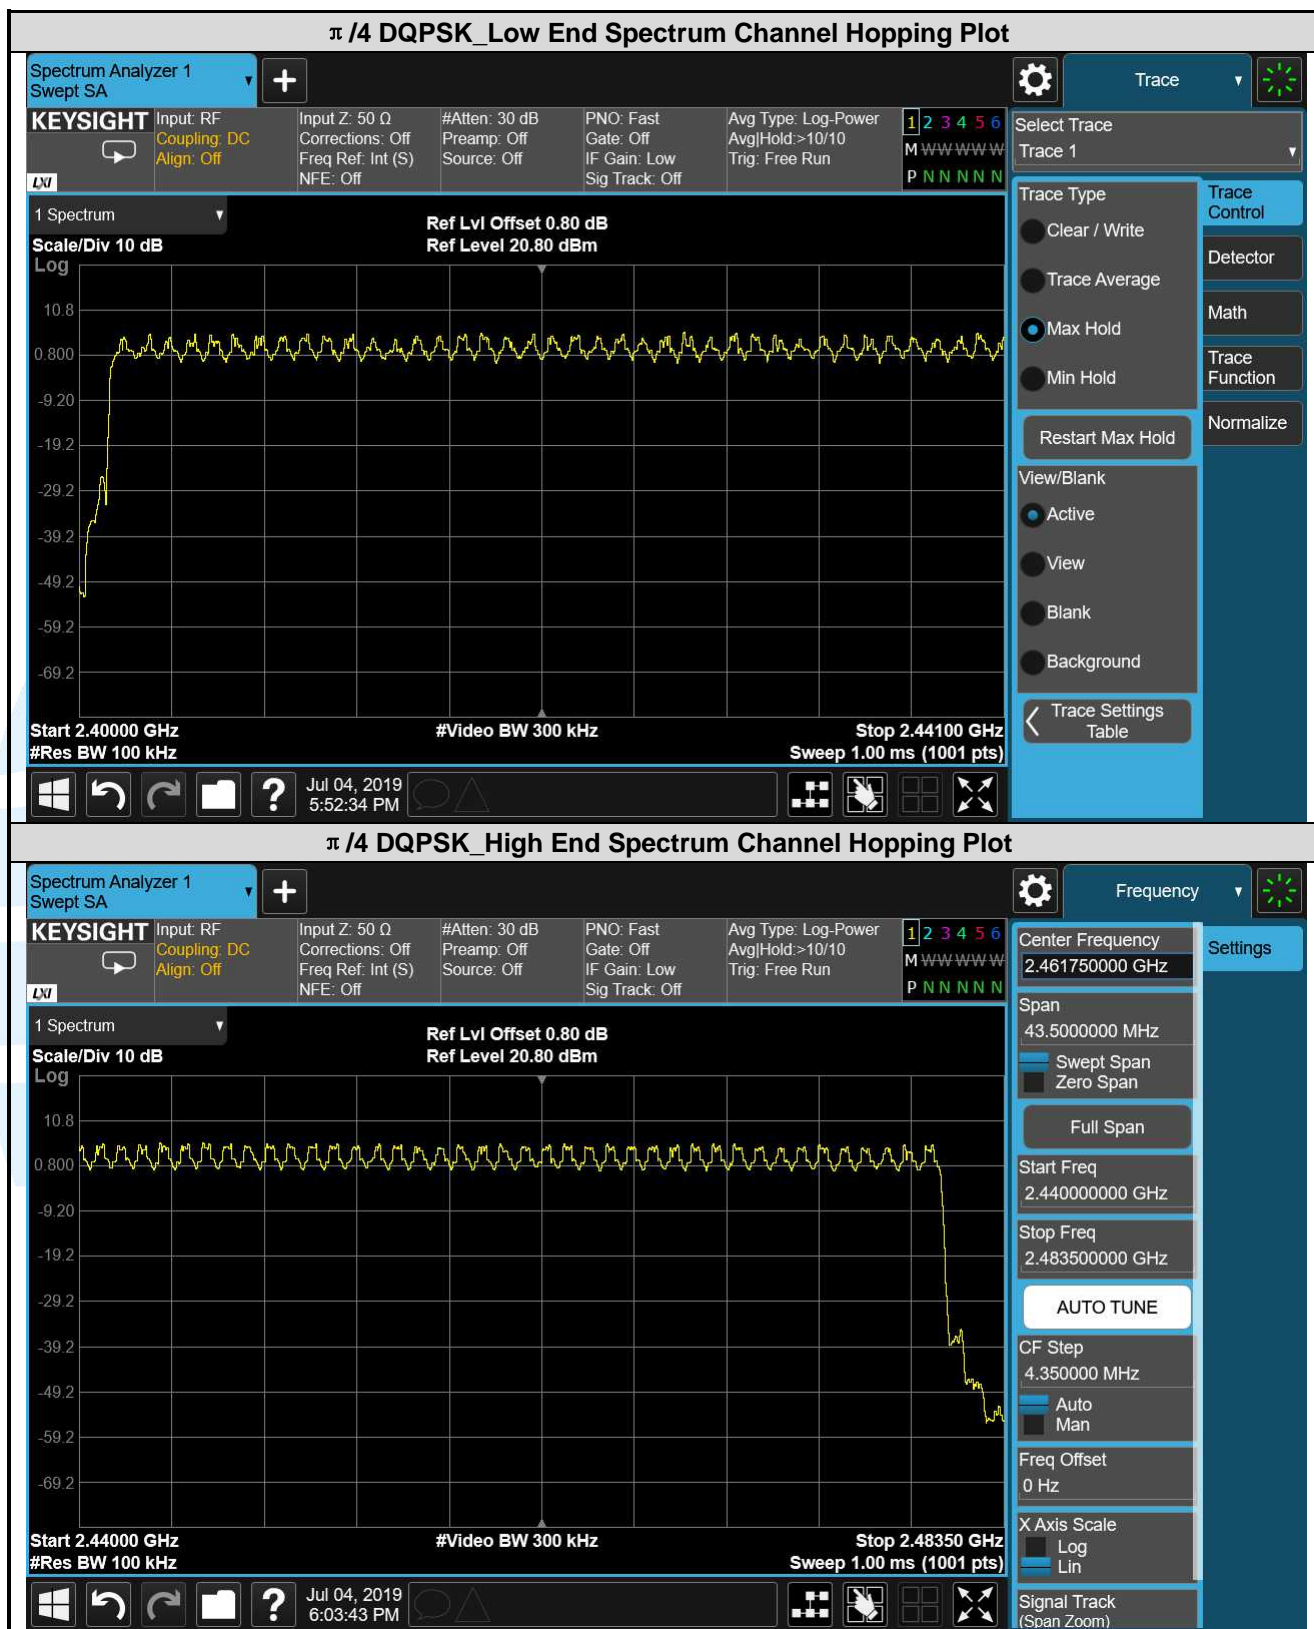 π/4 DQPSK_Low End Spectrum Channel Hopping Plot
Spectrum Analyzer 1
Swept SA
Trace
KEYSIGHT
LXI
Input: RF
Coupling: DC
Align: Off
Input Z: 50 Ω
Corrections: Off
Freq Ref: Int (S)
NFE: Off
#Atten: 30 dB
Preamp: Off
Source: Off
PNO: Fast
Gate: Off
IF Gain: Low
Sig Track: Off
Avg Type: Log-Power
Avg|Hold:>10/10
Trig: Free Run
1 2 3 4 5 6
M W W W W W
P N N N N N
1 Spectrum
Scale/Div 10 dB
Ref Lvl Offset 0.80 dB
Ref Level 20.80 dBm
Log
10.8
0.800
-9.20
-19.2
-29.2
-39.2
-49.2
-59.2
-69.2
Start 2.40000 GHz
#Res BW 100 kHz
#Video BW 300 kHz
Stop 2.44100 GHz
Sweep 1.00 ms (1001 pts)
Select Trace
Trace 1
Trace Type
Clear / Write
Trace Average
Max Hold
Min Hold
Restart Max Hold
View/Blank
Active
View
Blank
Background
Trace Settings
Table
Trace
Control
Detector
Math
Trace
Function
Normalize
?
Jul 04, 2019
5:52:34 PM
π/4 DQPSK_High End Spectrum Channel Hopping Plot
Spectrum Analyzer 1
Swept SA
Frequency
KEYSIGHT
LXI
Input: RF
Coupling: DC
Align: Off
Input Z: 50 Ω
Corrections: Off
Freq Ref: Int (S)
NFE: Off
#Atten: 30 dB
Preamp: Off
Source: Off
PNO: Fast
Gate: Off
IF Gain: Low
Sig Track: Off
Avg Type: Log-Power
Avg|Hold:>10/10
Trig: Free Run
1 2 3 4 5 6
M W W W W W
P N N N N N
1 Spectrum
Scale/Div 10 dB
Ref Lvl Offset 0.80 dB
Ref Level 20.80 dBm
Log
10.8
0.800
-9.20
-19.2
-29.2
-39.2
-49.2
-59.2
-69.2
Start 2.44000 GHz
#Res BW 100 kHz
#Video BW 300 kHz
Stop 2.48350 GHz
Sweep 1.00 ms (1001 pts)
Center Frequency
2.461750000 GHz
Settings
Span
43.5000000 MHz
Swept Span
Zero Span
Full Span
Start Freq
2.440000000 GHz
Stop Freq
2.483500000 GHz
AUTO TUNE
CF Step
4.350000 MHz
Auto
Man
Freq Offset
0 Hz
X Axis Scale
Log
Lin
Signal Track
(Span Zoom)
?
Jul 04, 2019
6:03:43 PM